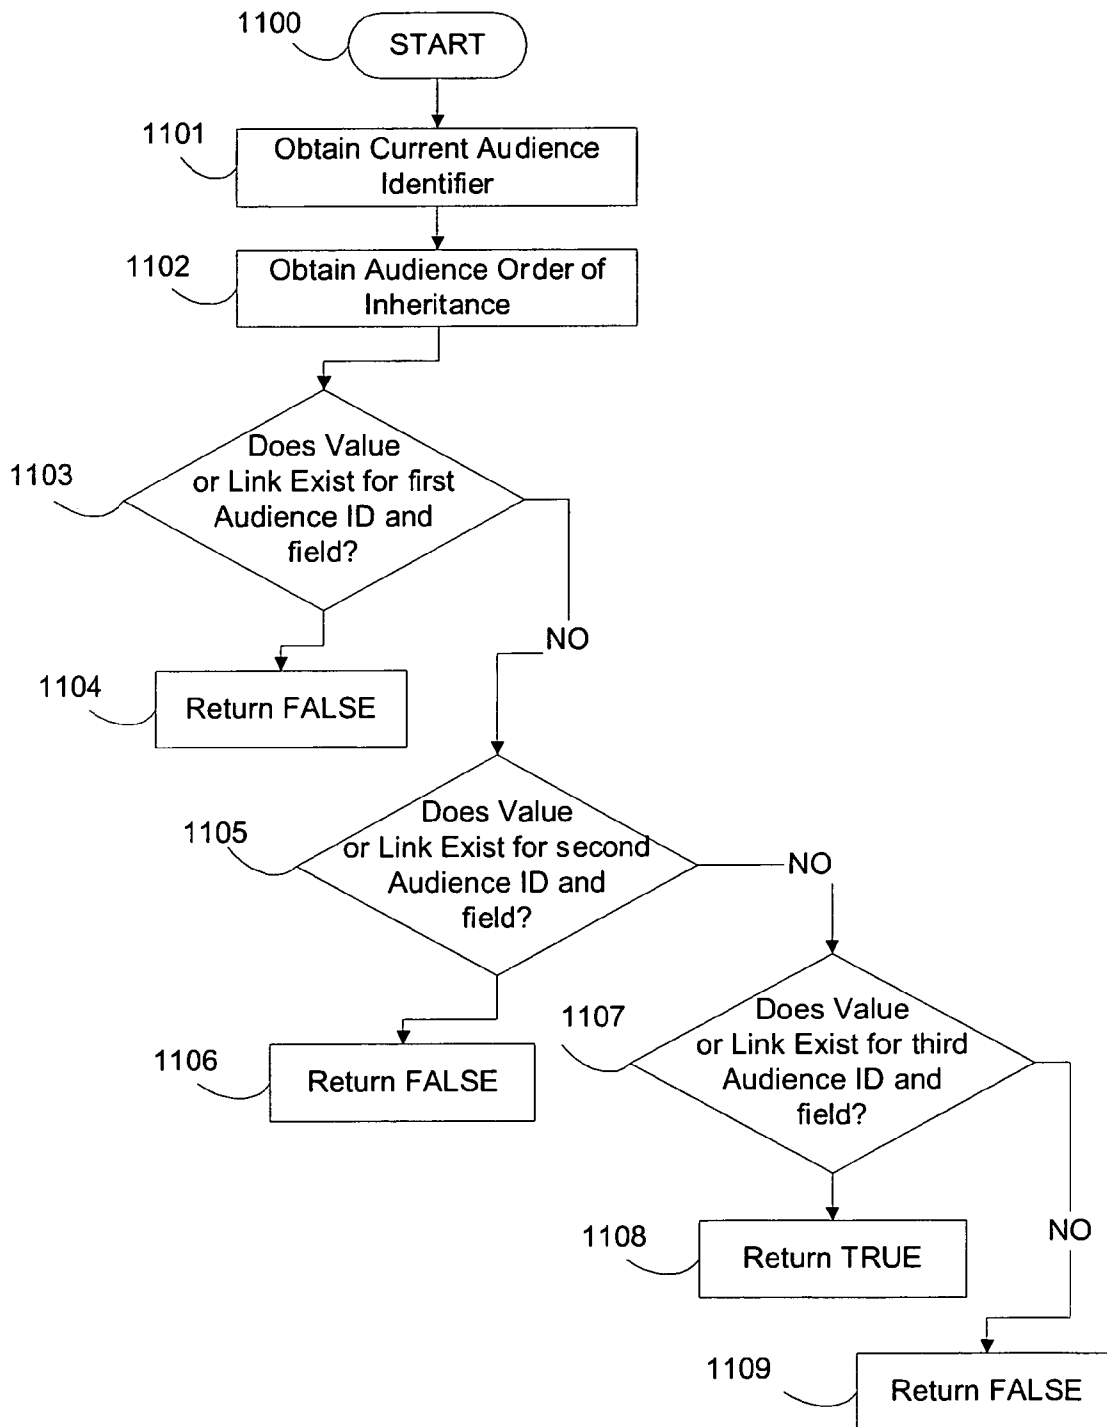 1100
START
1101
Obtain Current Audience
Identifier
1102
Obtain Audience Order of
Inheritance
1103
Does Value
or Link Exist for first
Audience ID and
field?
NO
1104
Return FALSE
1105
Does Value
or Link Exist for second
Audience ID and
field?
NO
1106
Return FALSE
1107
Does Value
or Link Exist for third
Audience ID and
field?
NO
1108
Return TRUE
1109
Return FALSE